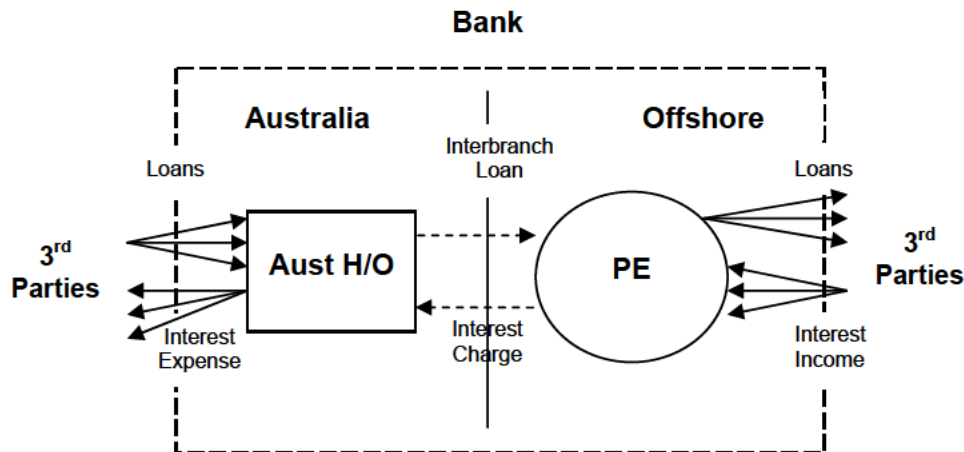 Bank
Australia
Offshore
Interbranch
Loan
Loans
Loans
3rd
Parties
Aust H/O
PE
3rd
Parties
Interest
Expense
Interest
Charge
Interest
Income